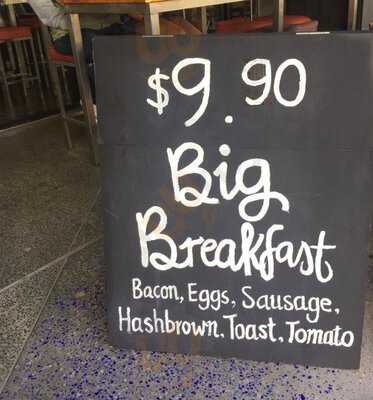 $9.90
Big
Breakfast
Bacon, Eggs, Sausage,
Hashbrown, Toast, Tomato